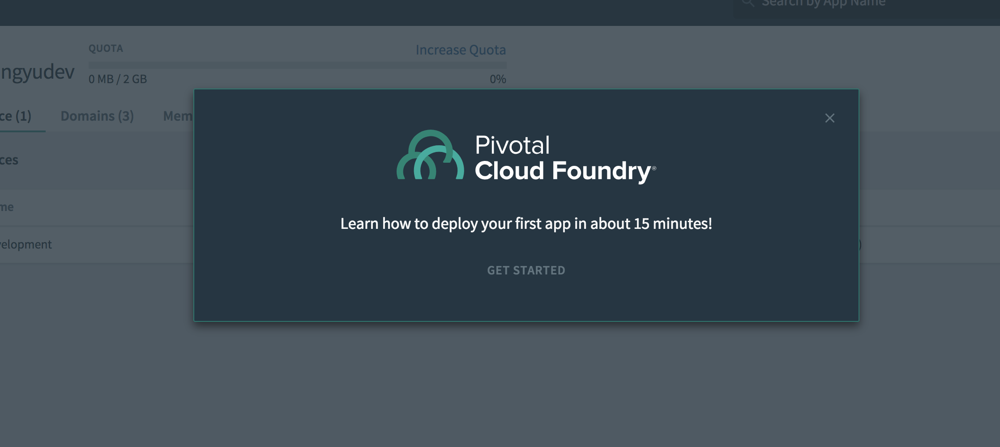 Search by App Name
QUOTA
Increase Quota
ngyudev
0 MB / 2 GB
0%
ce (1)
Domains (3)
Mem
Pivotal
Cloud Foundry®
ces
me
Learn how to deploy your first app in about 15 minutes!
velopment
GET STARTED